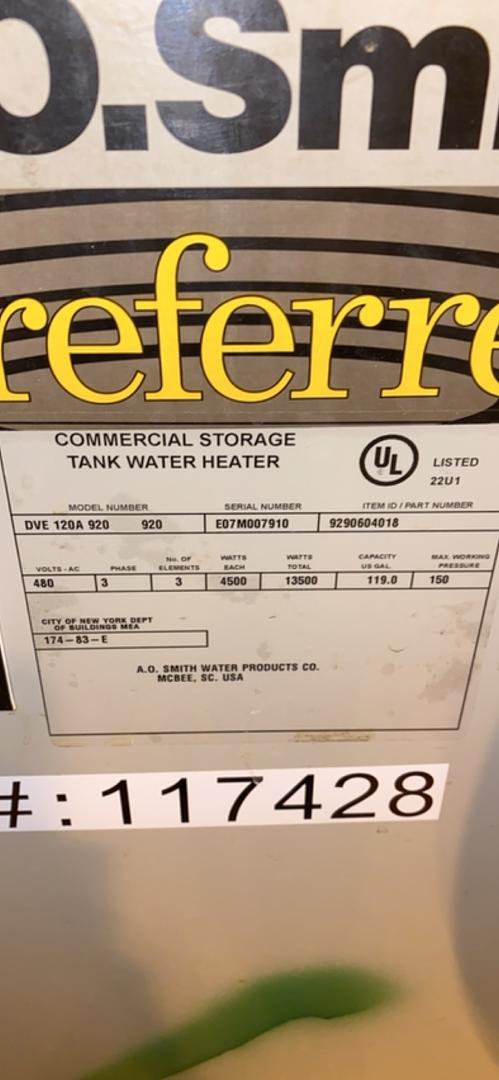 O.Sm
referre
COMMERCIAL STORAGE
TANK WATER HEATER
UL LISTED
22U1
MODEL NUMBER SERIAL NUMBER ITEM ID / PART NUMBER
DVE 120A 920 920 E07M007910 9290604018
VOLTS - AC PHASE No. OF ELEMENTS WATTS EACH WATTS TOTAL CAPACITY US GAL. MAX. WORKING PRESSURE
480 3 3 4500 13500 119.0 150
CITY OF NEW YORK DEPT
OF BUILDINGS MEA
174-83-E
A.O. SMITH WATER PRODUCTS CO.
MCBEE, SC. USA
#:117428